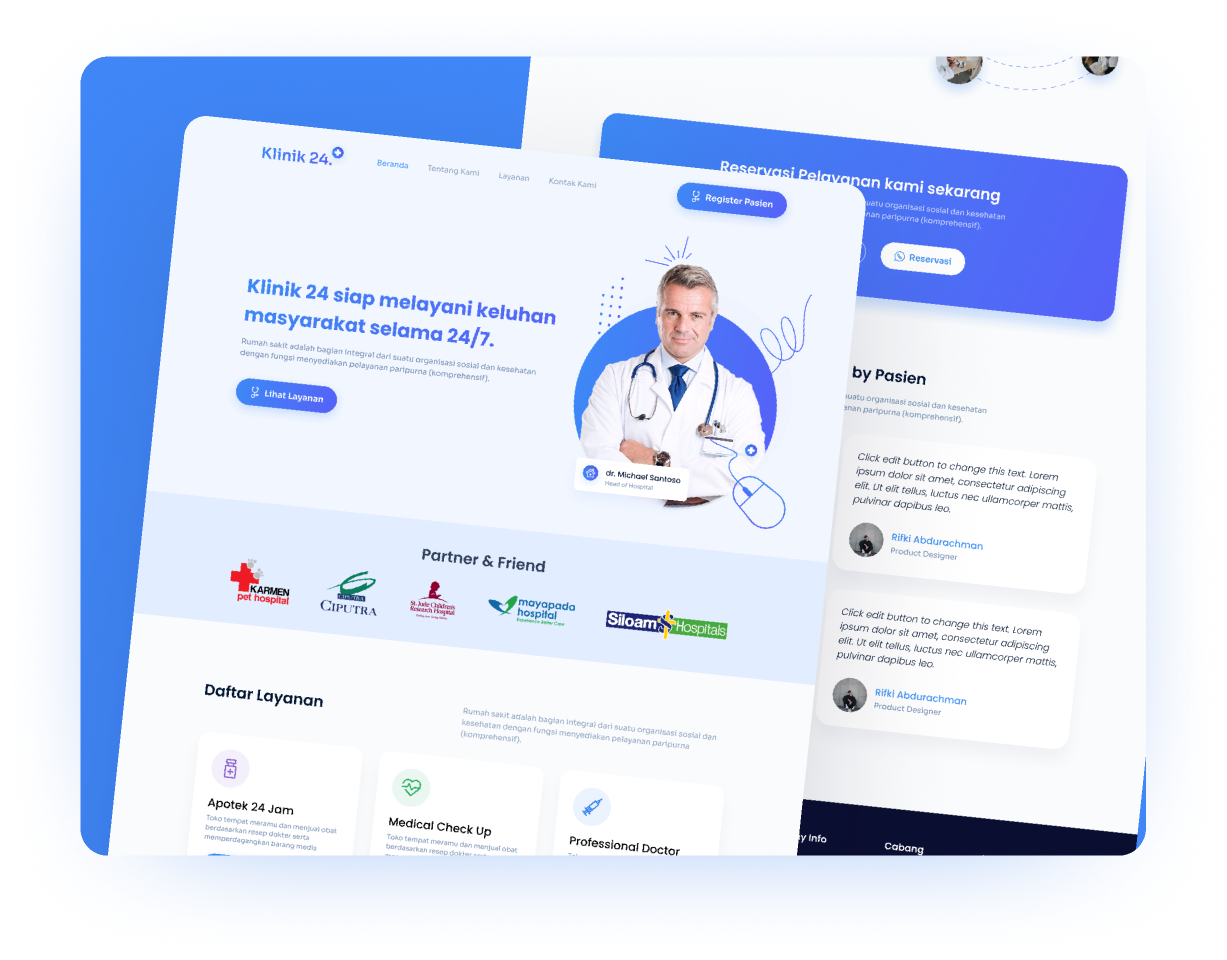 Klinik 24.
Beranda
Tentang Kami
Layanan
Kontak Kami
Register Pasien
Klinik 24 siap melayani keluhan
masyarakat selama 24/7.
Rumah sakit adalah bagian integral dari suatu organisasi sosial dan kesehatan
dengan fungsi menyediakan pelayanan paripurna (komprehensif).
Lihat Layanan
dr. Michael Santoso
Head of Hospital
Partner & Friend
KARMEN
pet hospital
CIPUTRA
CIPUTRA
St. Jude Children's
Research Hospital
mayapada
hospital
Experience Better Care
Siloam Hospitals
Daftar Layanan
Rumah sakit adalah bagian integral dari suatu organisasi sosial dan
kesehatan dengan fungsi menyediakan pelayanan paripurna
(komprehensif).
Apotek 24 Jam
Toko tempat meramu dan menjual obat
berdasarkan resep dokter serta
memperdagangkan barang medis
Medical Check Up
Toko tempat meramu dan menjual obat
berdasarkan resep dokter serta
Professional Doctor
Reservasi Pelayanan kami sekarang
suatu organisasi sosial dan kesehatan
paripurna (komprehensif).
Reservasi
by Pasien
suatu organisasi sosial dan kesehatan
paripurna (komprehensif).
Click edit button to change this text. Lorem
ipsum dolor sit amet, consectetur adipiscing
elit. Ut elit tellus, luctus nec ullamcorper mattis,
pulvinar dapibus leo.
Rifki Abdurachman
Product Designer
Click edit button to change this text. Lorem
ipsum dolor sit amet, consectetur adipiscing
elit. Ut elit tellus, luctus nec ullamcorper mattis,
pulvinar dapibus leo.
Rifki Abdurachman
Product Designer
Info
Cabang